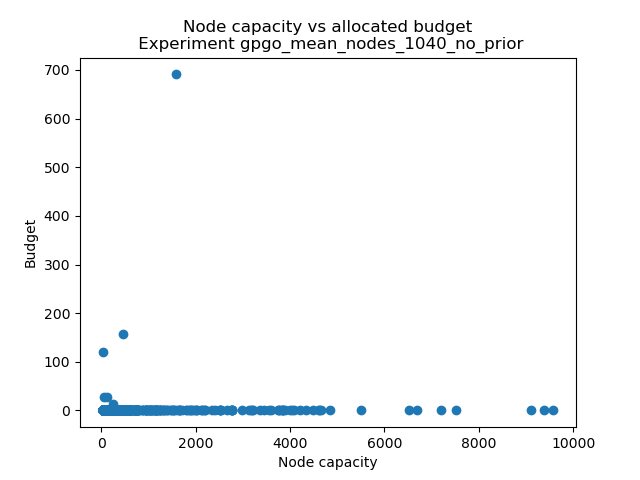 Node capacity vs allocated budget
Experiment gpgo_mean_nodes_1040_no_prior
700
600
500
400
300
200
100
0
Budget
0 2000 4000 6000 8000 10000
Node capacity